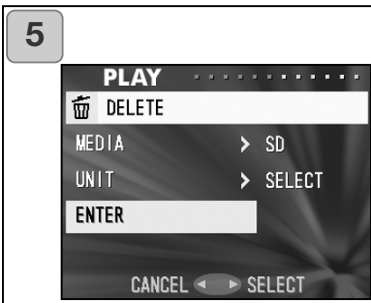 5
PLAY
DELETE
MEDIA > SD
UNIT > SELECT
ENTER
CANCEL ◄ ► SELECT